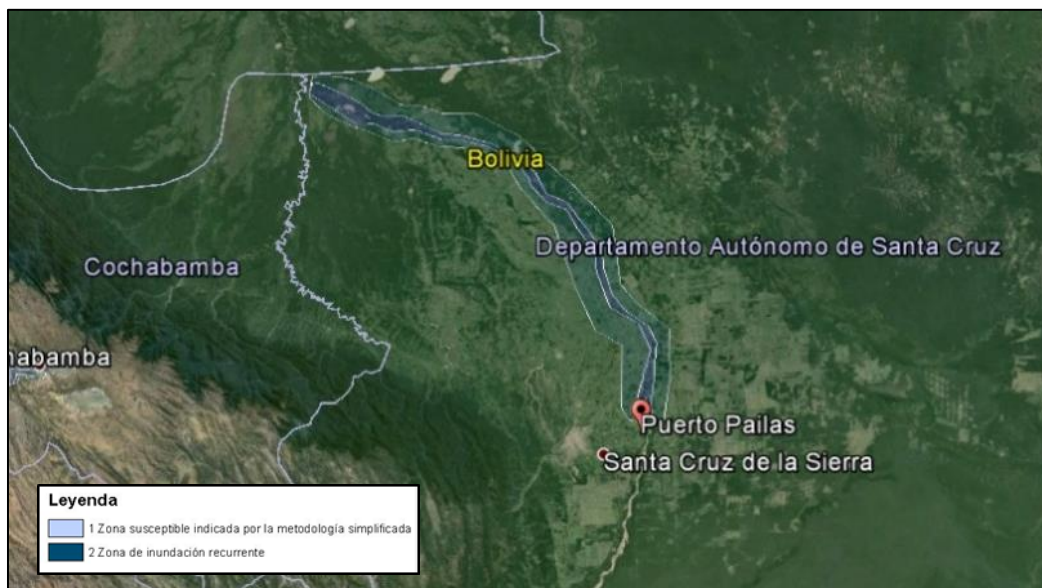 Bolivia
Departamento Autónomo de Santa Cruz
Cochabamba
habamba
Puerto Pailas
Santa Cruz de la Sierra
Leyenda
1 Zona susceptible indicada por la metodología simplificada
2 Zona de inundación recurrente